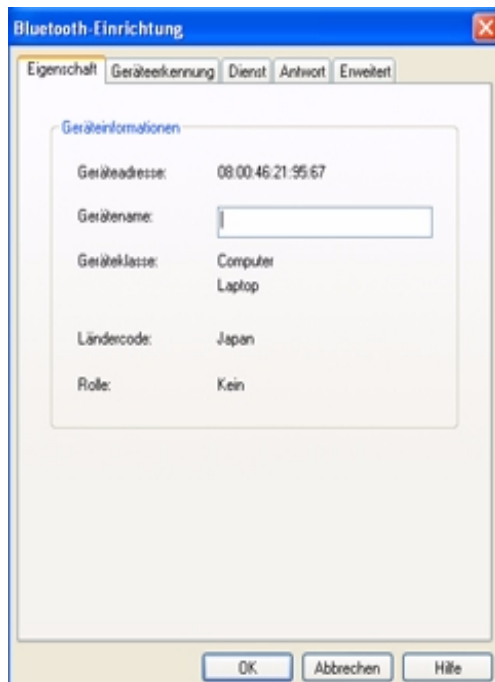 Bluetooth-Einrichtung
Eigenschaft Geräteerkennung Dienst Antwort Erweitert
Geräteinformationen
Geräteadresse: 08:00:46:21:95:67
Gerätename:
Geräteklasse: Computer
Laptop
Ländercode: Japan
Rolle: Kein
OK Abbrechen Hilfe